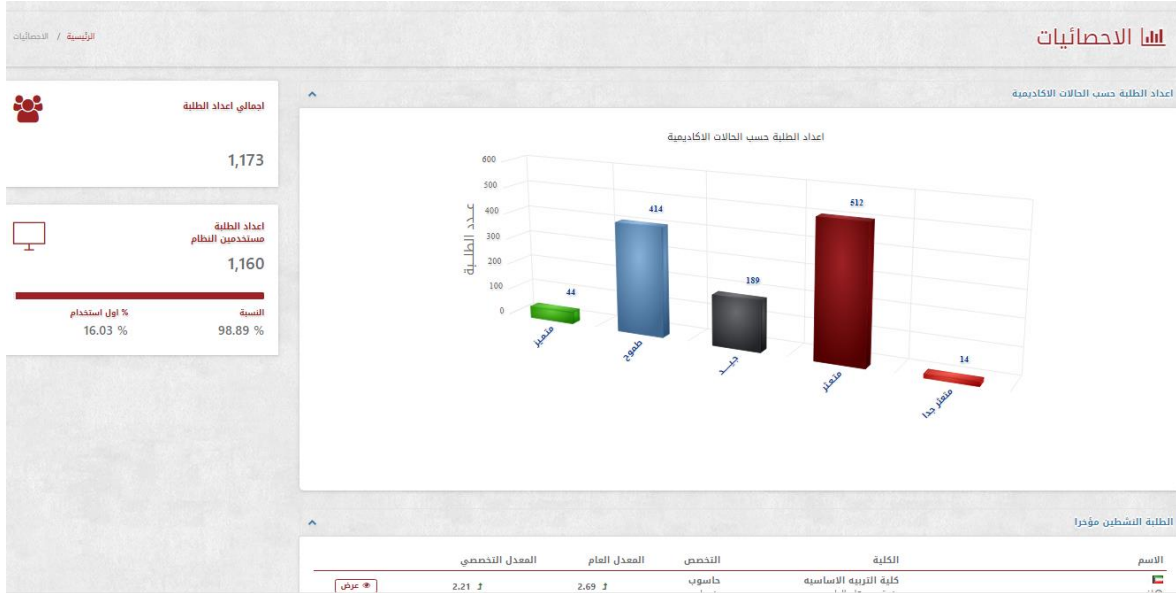 الاحصائيات
الرئيسية / الاحصائيات
اعداد الطلبة حسب الحالات الاكاديمية
اعداد الطلبة حسب الحالات الاكاديمية
عدد الطلبة
600
500
400
300
200
100
0
44
414
189
512
14
متميز
طموح
جيـــد
متعثر
متعثر جدا
اجمالي اعداد الطلبة
1,173
اعداد الطلبة
مستخدمين النظام
1,160
النسبة
98.89 %
% اول استخدام
16.03 %
الطلبة النشطين مؤخرا
الاسم الكلية التخصص المعدل العام المعدل التخصصي
كلية التربيه الاساسيه حاسوب 2.69 2.21 عرض